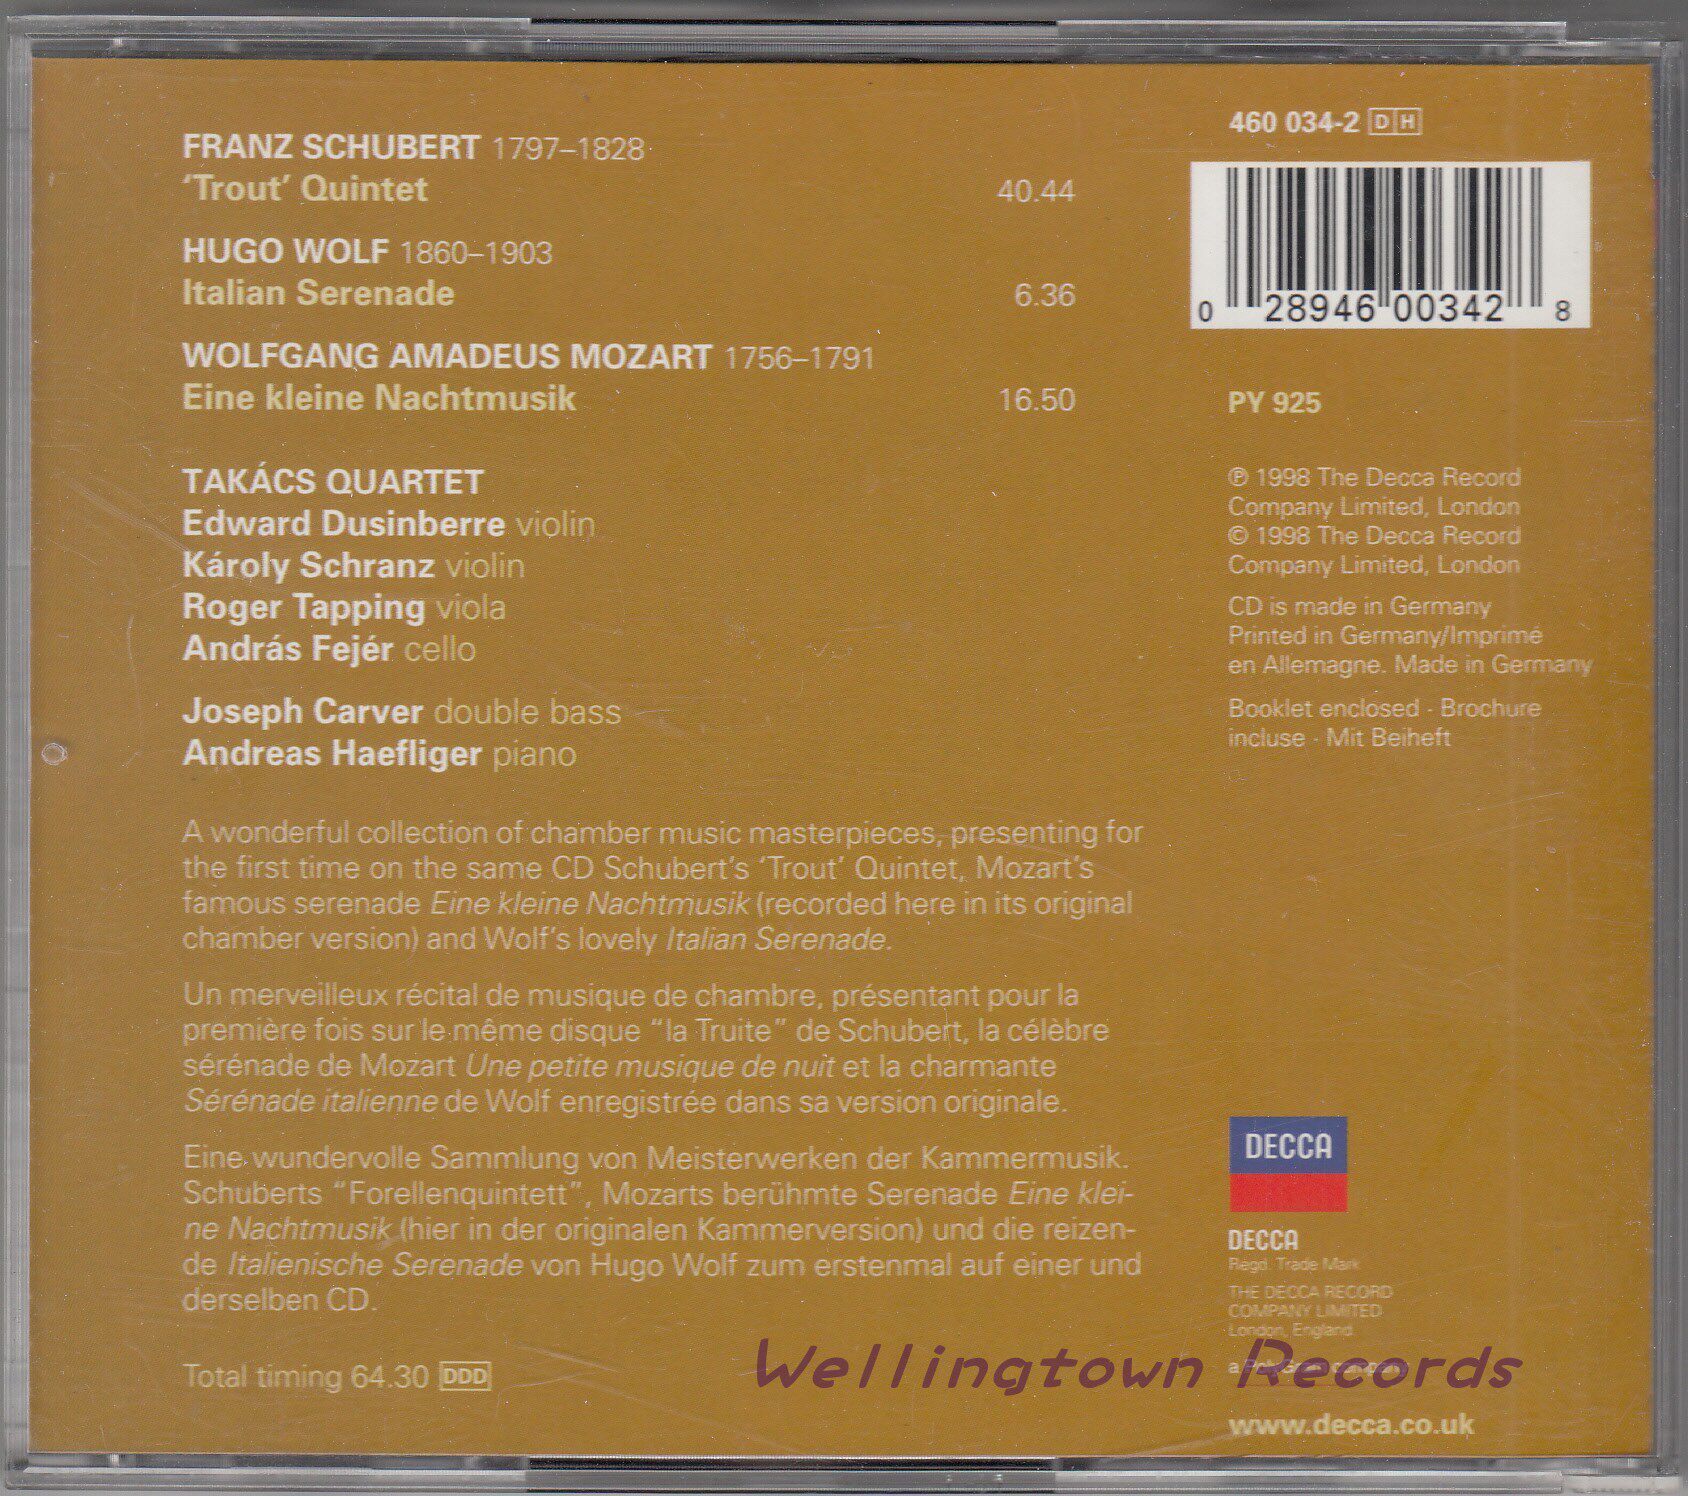 FRANZ SCHUBERT 1797–1828
‘Trout’ Quintet 40.44
HUGO WOLF 1860–1903
Italian Serenade 6.36
WOLFGANG AMADEUS MOZART 1756–1791
Eine kleine Nachtmusik 16.50
TAKÁCS QUARTET
Edward Dusinberre violin
Károly Schranz violin
Roger Tapping viola
András Fejér cello
Joseph Carver double bass
Andreas Haefliger piano
A wonderful collection of chamber music masterpieces, presenting for
the first time on the same CD Schubert’s ‘Trout’ Quintet, Mozart’s
famous serenade Eine kleine Nachtmusik (recorded here in its original
chamber version) and Wolf’s lovely Italian Serenade.
Un merveilleux récital de musique de chambre, présentant pour la
première fois sur le même disque “la Truite” de Schubert, la célèbre
sérénade de Mozart Une petite musique de nuit et la charmante
Sérénade italienne de Wolf enregistrée dans sa version originale.
Eine wundervolle Sammlung von Meisterwerken der Kammermusik.
Schuberts “Forellenquintett”, Mozarts berühmte Serenade Eine klei-
ne Nachtmusik (hier in der originalen Kammerversion) und die reizen-
de Italienische Serenade von Hugo Wolf zum erstenmal auf einer und
derselben CD.
Total timing 64.30 DDD
460 034-2 DH
0 28946 00342 8
PY 925
℗ 1998 The Decca Record
Company Limited, London
© 1998 The Decca Record
Company Limited, London
CD is made in Germany
Printed in Germany/Imprimé
en Allemagne. Made in Germany
Booklet enclosed · Brochure
incluse · Mit Beiheft
DECCA
DECCA
Regd. Trade Mark
THE DECCA RECORD
COMPANY LIMITED
London, England
a PolyGram company
www.decca.co.uk
Wellingtown Records